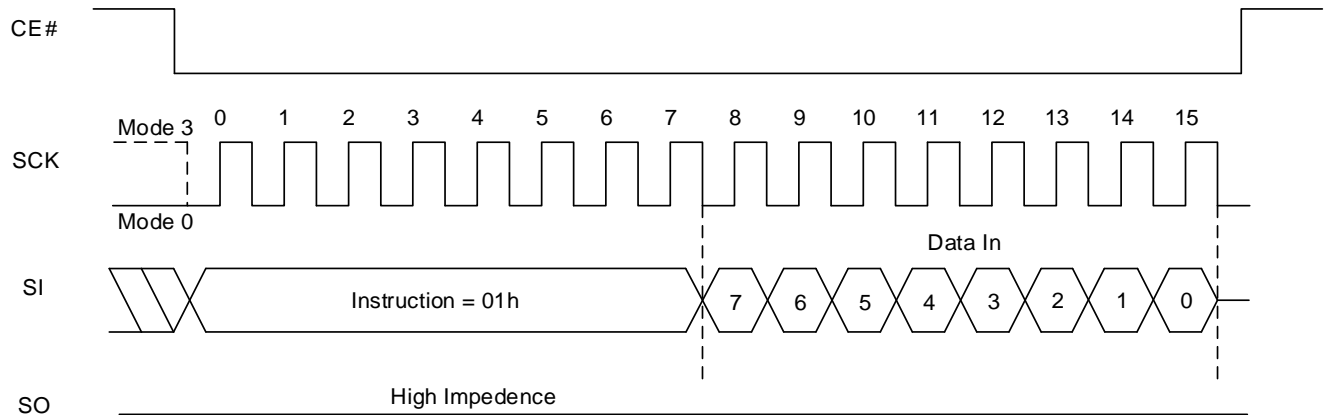 CE#
Mode 3
0 1 2 3 4 5 6 7 8 9 10 11 12 13 14 15
SCK
Mode 0
Data In
SI
Instruction = 01h
7 6 5 4 3 2 1 0
High Impedence
SO